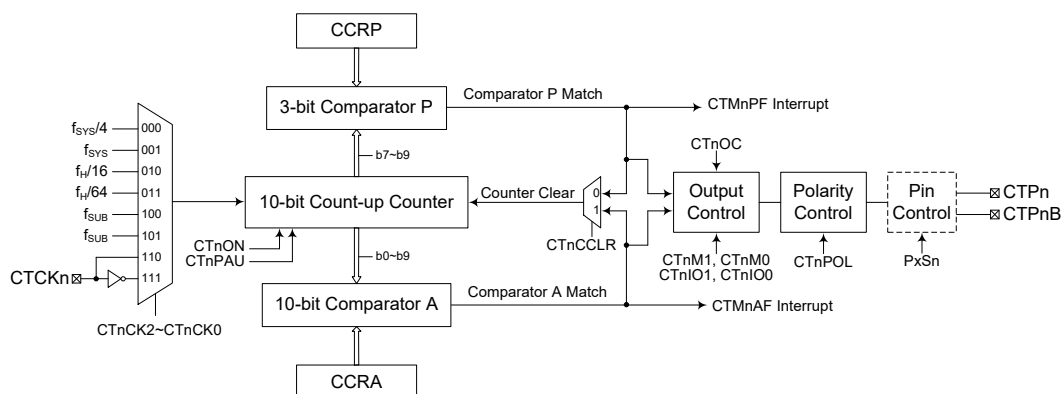 CCRP
3-bit Comparator P
Comparator P Match
CTMnPF Interrupt
fSYS/4
000
fSYS
001
fH/16
010
fH/64
011
fSUB
100
fSUB
101
110
111
CTCKn
CTnCK2~CTnCK0
b7~b9
10-bit Count-up Counter
CTnON
CTnPAU
b0~b9
Counter Clear
0
1
CTnCCLR
CTnOC
Output
Control
CTnM1, CTnM0
CTnIO1, CTnIO0
Polarity
Control
CTnPOL
Pin
Control
PxSn
CTPn
CTPnB
10-bit Comparator A
Comparator A Match
CTMnAF Interrupt
CCRA